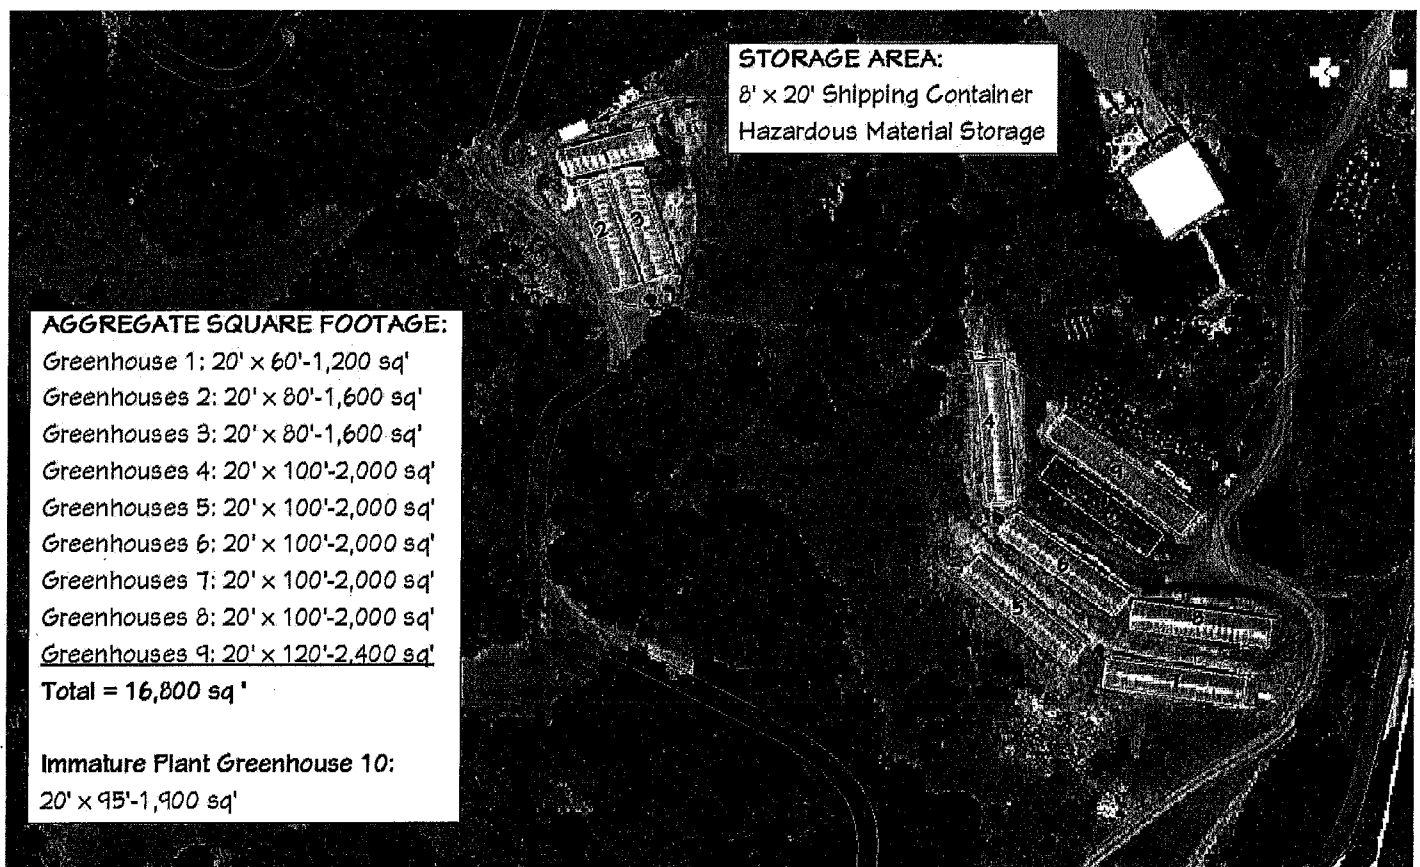 STORAGE AREA:
8' x 20' Shipping Container
Hazardous Material Storage
2
3
AGGREGATE SQUARE FOOTAGE:
Greenhouse 1: 20' x 60'-1,200 sq'
Greenhouses 2: 20' x 80'-1,600 sq'
Greenhouses 3: 20' x 80'-1,600 sq'
Greenhouses 4: 20' x 100'-2,000 sq'
Greenhouses 5: 20' x 100'-2,000 sq'
Greenhouses 6: 20' x 100'-2,000 sq'
Greenhouses 7: 20' x 100'-2,000 sq'
Greenhouses 8: 20' x 100'-2,000 sq'
Greenhouses 9: 20' x 120'-2,400 sq'
Total = 16,800 sq '
Immature Plant Greenhouse 10:
20' x 95'-1,900 sq'
4
9
6
5
8
7